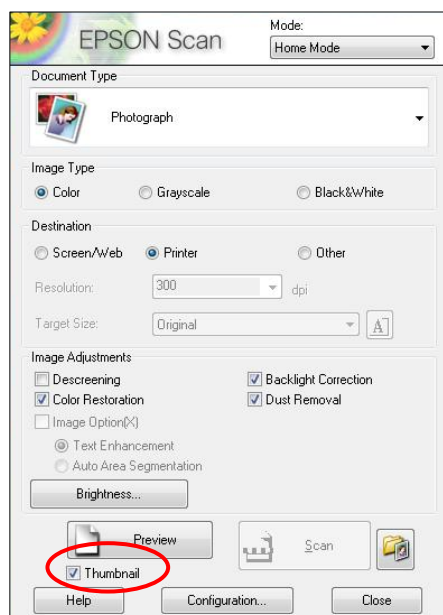 EPSON Scan
Mode:
Home Mode
Document Type
Photograph
Image Type
Color Grayscale Black&White
Destination
Screen/Web Printer Other
Resolution: 300 dpi
Target Size: Original A
Image Adjustments
Descreening Backlight Correction
Color Restoration Dust Removal
Image Option(X)
Text Enhancement
Auto Area Segmentation
Brightness...
Preview Scan
Thumbnail
Help Configuration... Close